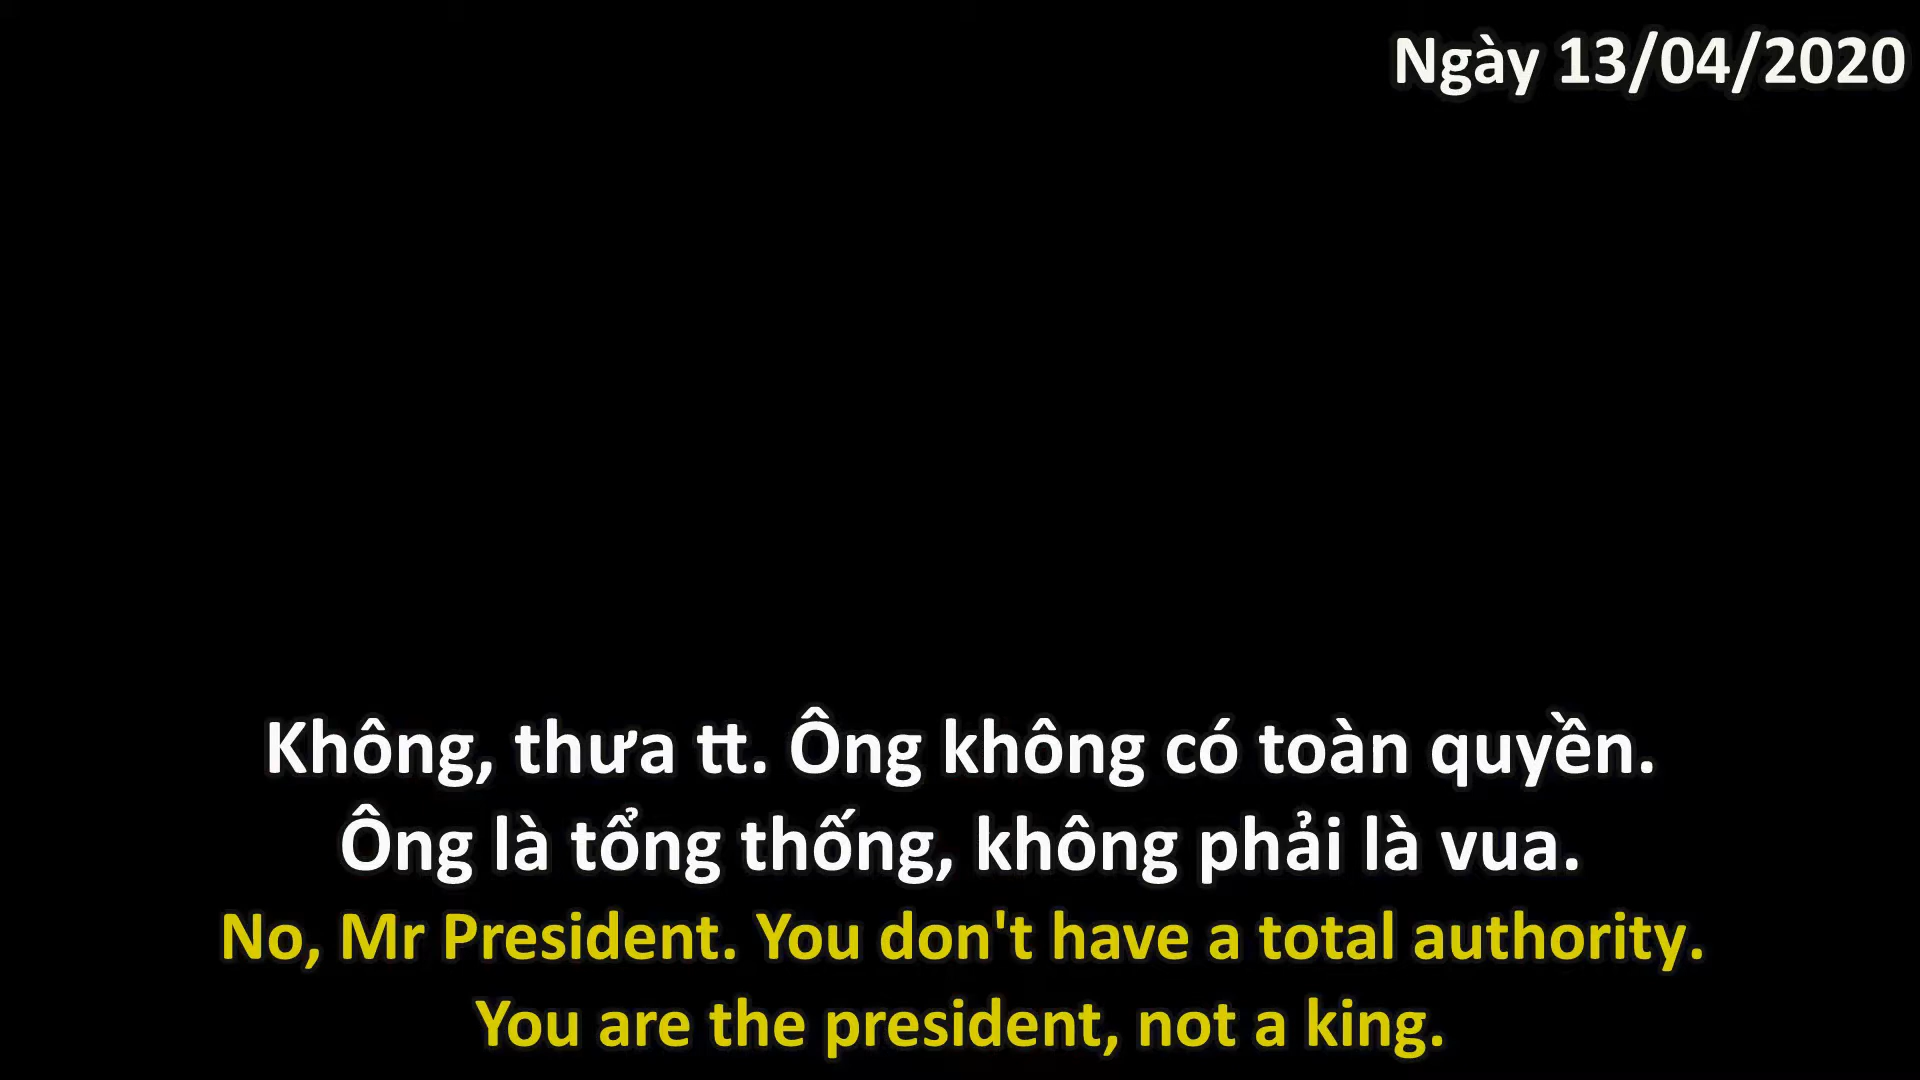 Ngày 13/04/2020
Không, thưa tt. Ông không có toàn quyền.
Ông là tổng thống, không phải là vua.
No, Mr President. You don't have a total authority.
You are the president, not a king.